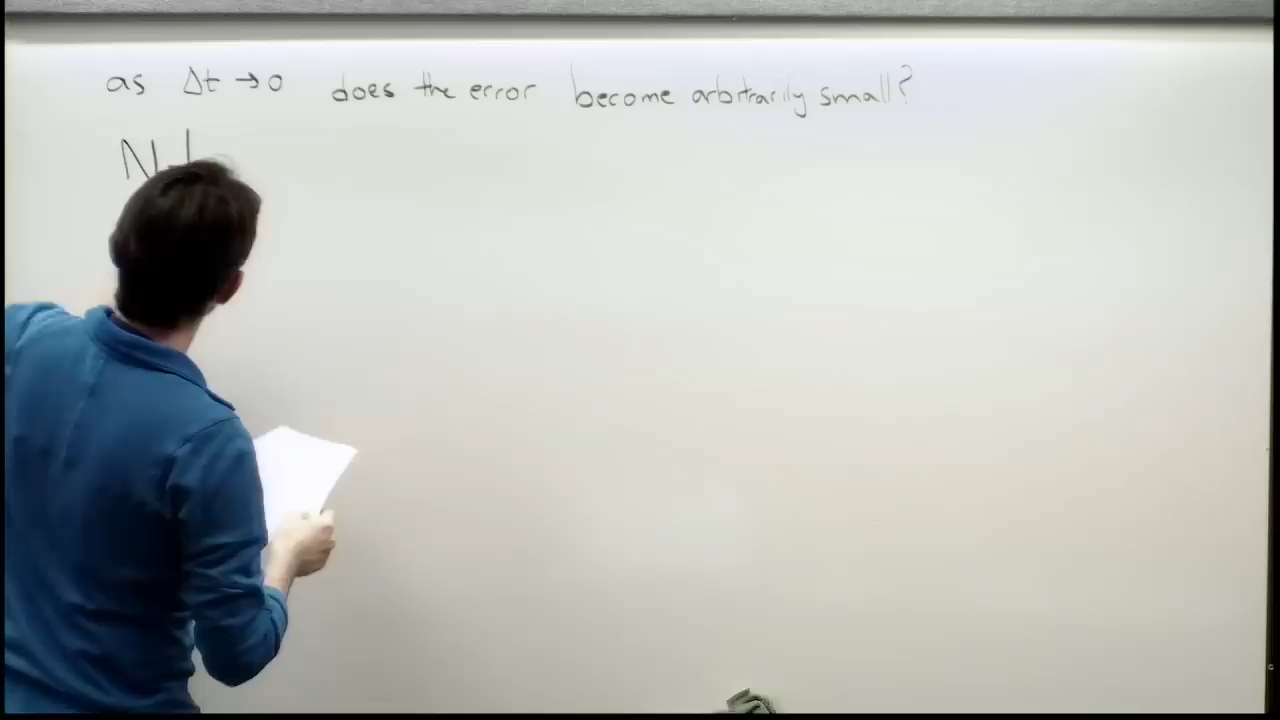 as Δt → 0 does the error become arbitrarily small?